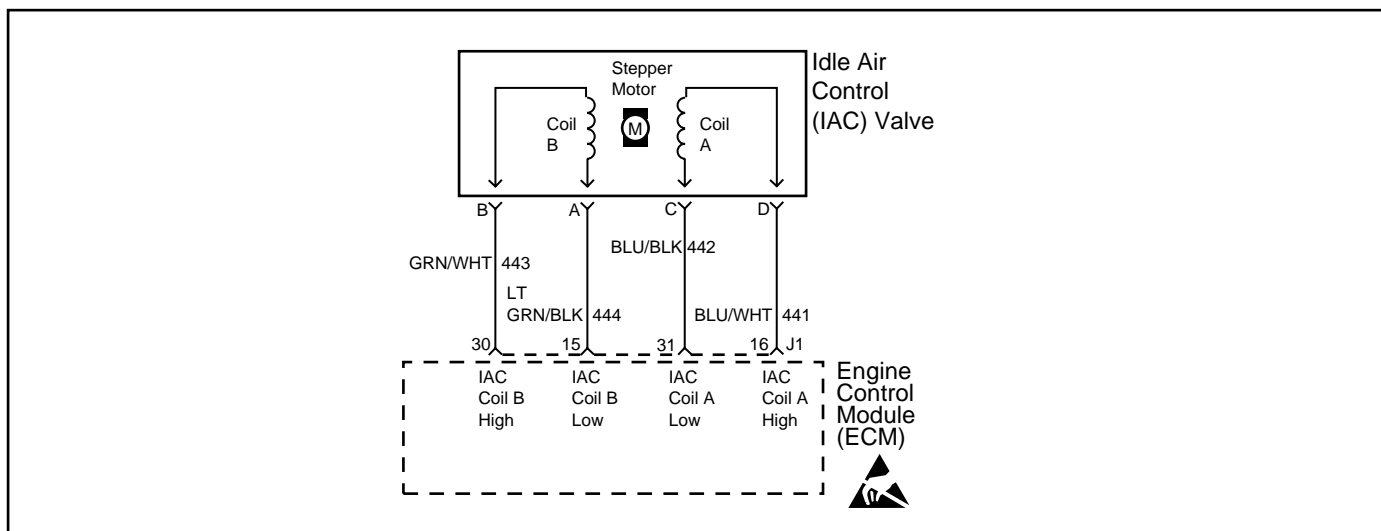 Stepper
Motor
Idle Air
Control
(IAC) Valve
Coil
B
M
Coil
A
B
A
C
D
BLU/BLK 442
GRN/WHT 443
LT
GRN/BLK 444
BLU/WHT 441
30
15
31
16
J1
IAC
Coil B
High
IAC
Coil B
Low
IAC
Coil A
Low
IAC
Coil A
High
Engine
Control
Module
(ECM)